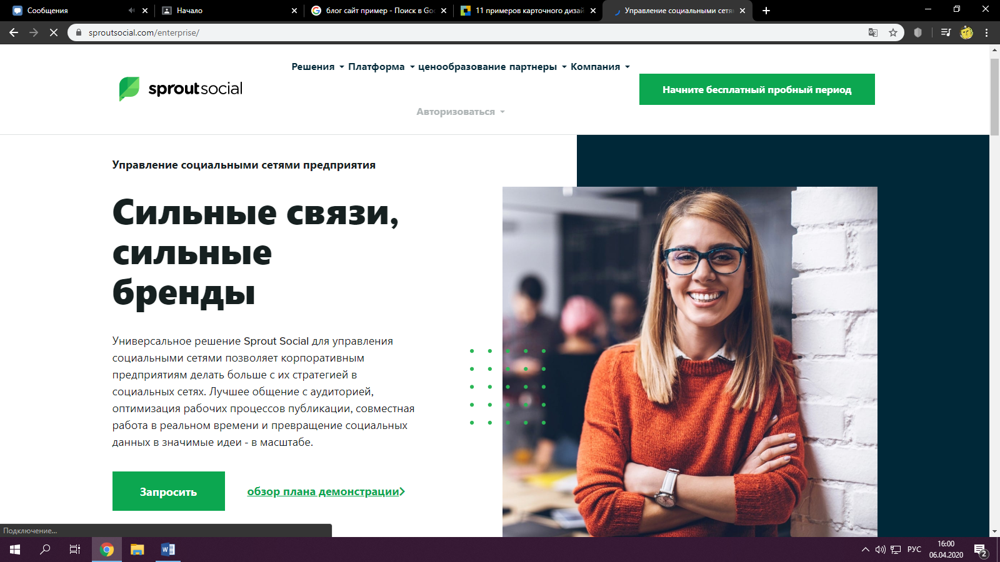 Сообщения
Начало
блог сайт пример - Поиск в Go
11 примеров карточного дизай
Управление социальными сетя
sproutsocial.com/enterprise/
Решения Платформа ценообразование партнеры Компания
sproutsocial
Начните бесплатный пробный период
Авторизоваться
Управление социальными сетями предприятия
Сильные связи,
сильные
бренды
Универсальное решение Sprout Social для управления
социальными сетями позволяет корпоративным
предприятиям делать больше с их стратегией в
социальных сетях. Лучшее общение с аудиторией,
оптимизация рабочих процессов публикации, совместная
работа в реальном времени и превращение социальных
данных в значимые идеи - в масштабе.
Запросить
обзор плана демонстрации
Подключение...
РУС
16:00
06.04.2020
2